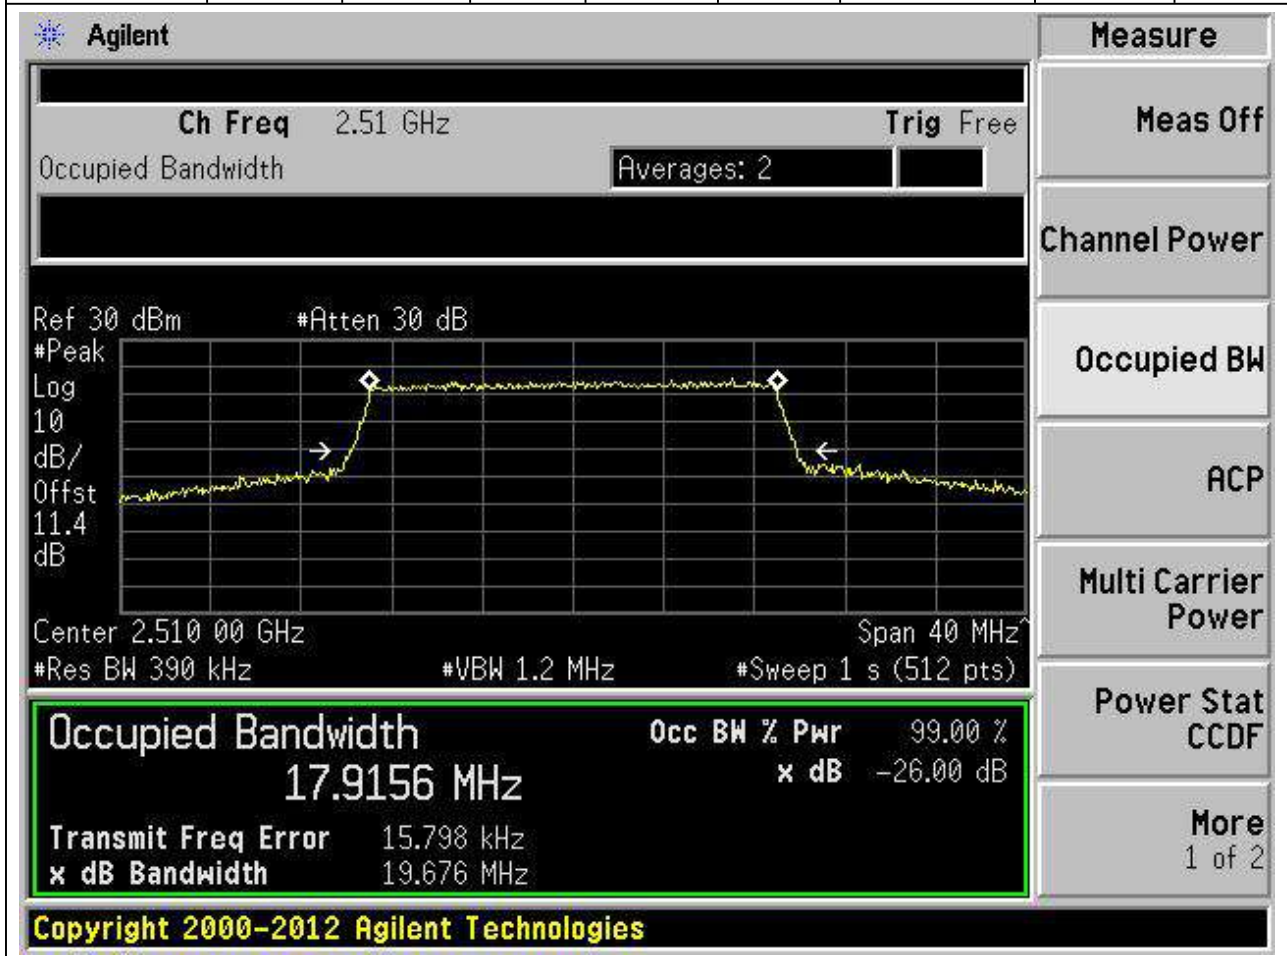 Agilent
Measure
Ch Freq 2.51 GHz Trig Free
Meas Off
Occupied Bandwidth Averages: 2
Channel Power
Ref 30 dBm #Atten 30 dB
#Peak
Log
10
dB/
Offst
11.4
dB
Occupied BW
ACP
Center 2.510 00 GHz Span 40 MHz^
#Res BW 390 kHz #VBW 1.2 MHz #Sweep 1 s (512 pts)
Multi Carrier
Power
Occupied Bandwidth Occ BW % Pwr 99.00 %
17.9156 MHz x dB -26.00 dB
Power Stat
CCDF
Transmit Freq Error 15.798 kHz
x dB Bandwidth 19.676 MHz
More
1 of 2
Copyright 2000-2012 Agilent Technologies